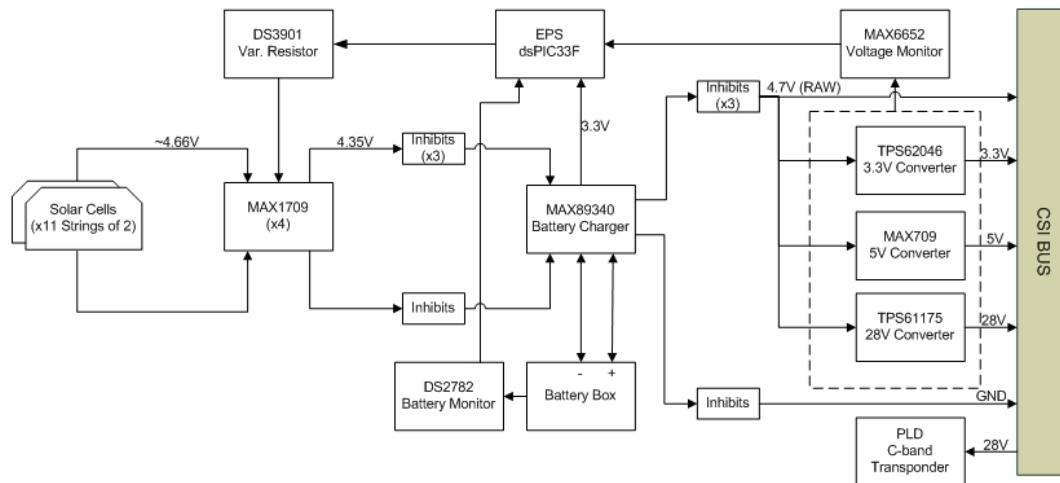 DS3901
Var. Resistor
EPS
dsPIC33F
MAX6652
Voltage Monitor
Inhibits
(x3)
4.7V (RAW)
~4.66V
4.35V
Inhibits
(x3)
3.3V
TPS62046
3.3V Converter
3.3V
Solar Cells
(x11 Strings of 2)
MAX1709
(x4)
MAX89340
Battery Charger
MAX709
5V Converter
5V
CSI BUS
Inhibits
TPS61175
28V Converter
28V
DS2782
Battery Monitor
- +
Battery Box
Inhibits
GND
PLD
C-band
Transponder
28V